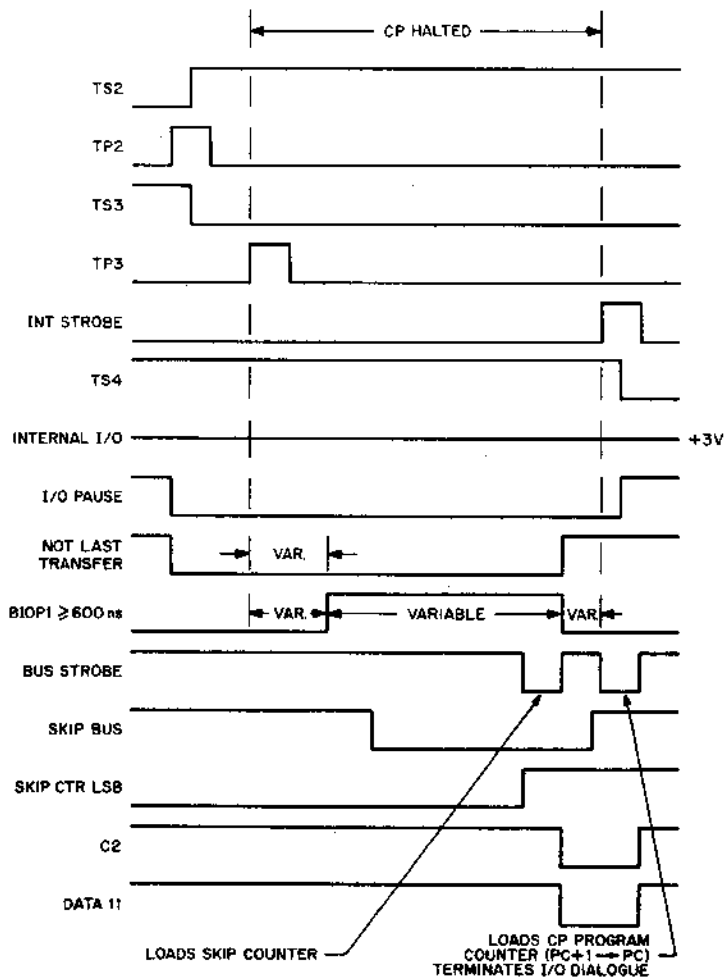 CP HALTED
TS2
TP2
TS3
TP3
INT STROBE
TS4
INTERNAL I/O
+3V
I/O PAUSE
NOT LAST
TRANSFER
VAR.
BIOP1 ≥600 ns
VAR.
VARIABLE
VAR.
BUS STROBE
SKIP BUS
SKIP CTR LSB
C2
DATA 11
LOADS SKIP COUNTER
LOADS CP PROGRAM
COUNTER (PC+1 → PC)
TERMINATES I/O DIALOGUE